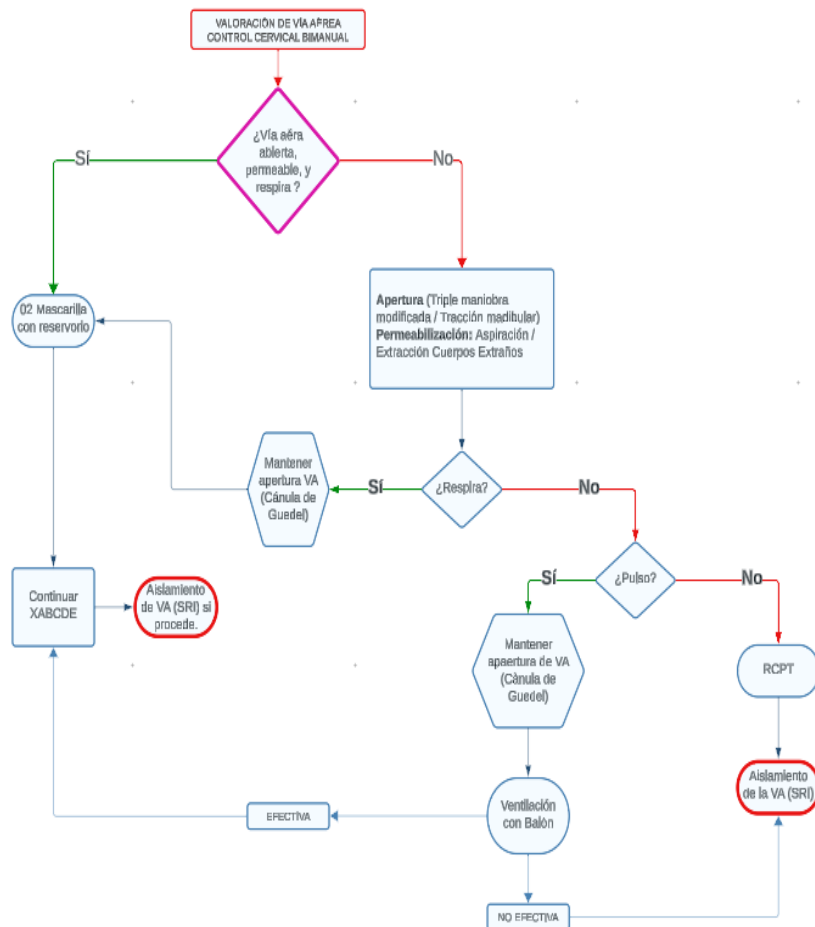 VALORACIÓN DE VÍA AÉREA
CONTROL CERVICAL BIMANUAL
¿Vía aéra
abierta,
permeable, y
respira ?
Sí
No
02 Mascarilla
con reservorio
Apertura (Triple maniobra
modificada / Tracción madibular)
Permeabilización: Aspiración /
Extracción Cuerpos Extraños
Mantener
apertura VA
(Cánula de
Guedel)
Sí
¿Respira?
No
Continuar
XABCDE
Aislamiento
de VA (SRI) si
procede.
Sí
¿Pulso?
No
Mantener
apaertura de VA
(Cánula de
Guedel)
RCPT
Aislamiento
de la VA (SRI)
Ventilación
con Balón
EFECTIVA
NO EFECTIVA